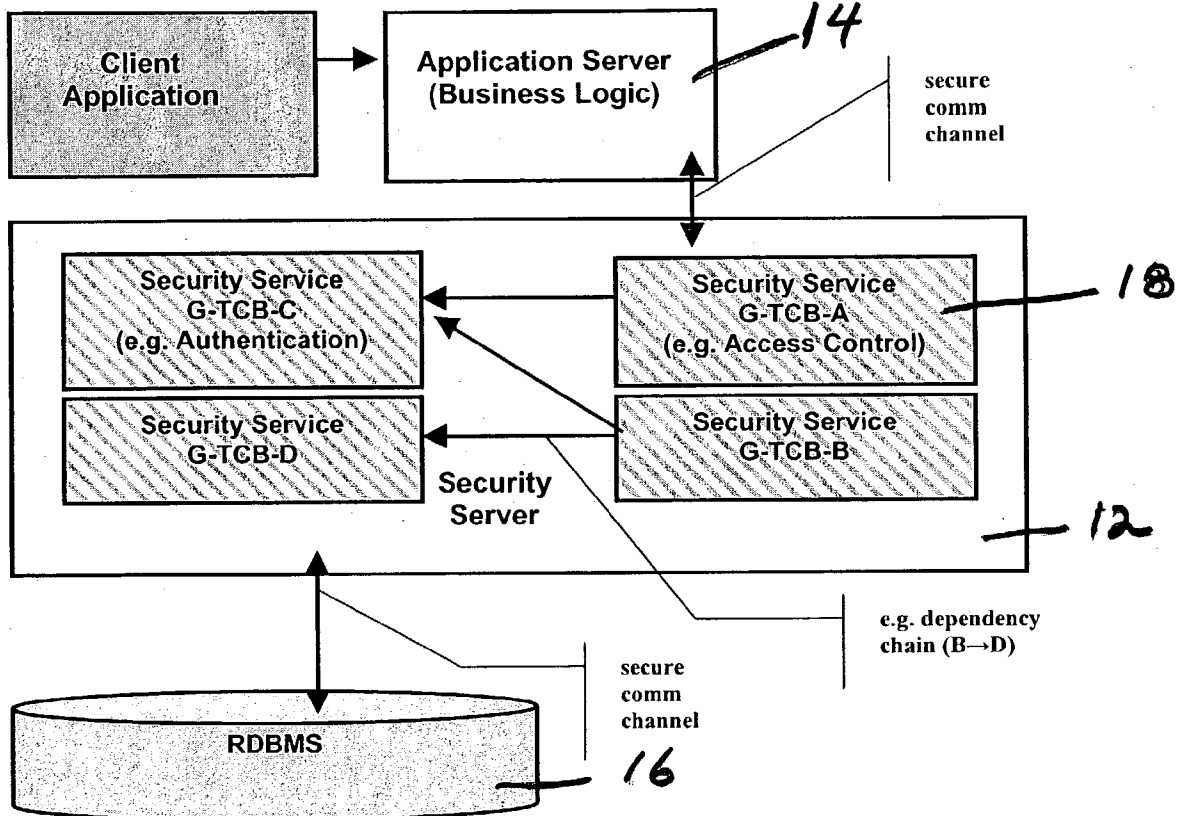 Client
Application
Application Server
(Business Logic)
14
secure
comm
channel
Security Service
G-TCB-C
(e.g. Authentication)
Security Service
G-TCB-A
(e.g. Access Control)
18
Security Service
G-TCB-D
Security Service
G-TCB-B
Security
Server
12
e.g. dependency
chain (B→D)
secure
comm
channel
RDBMS
16